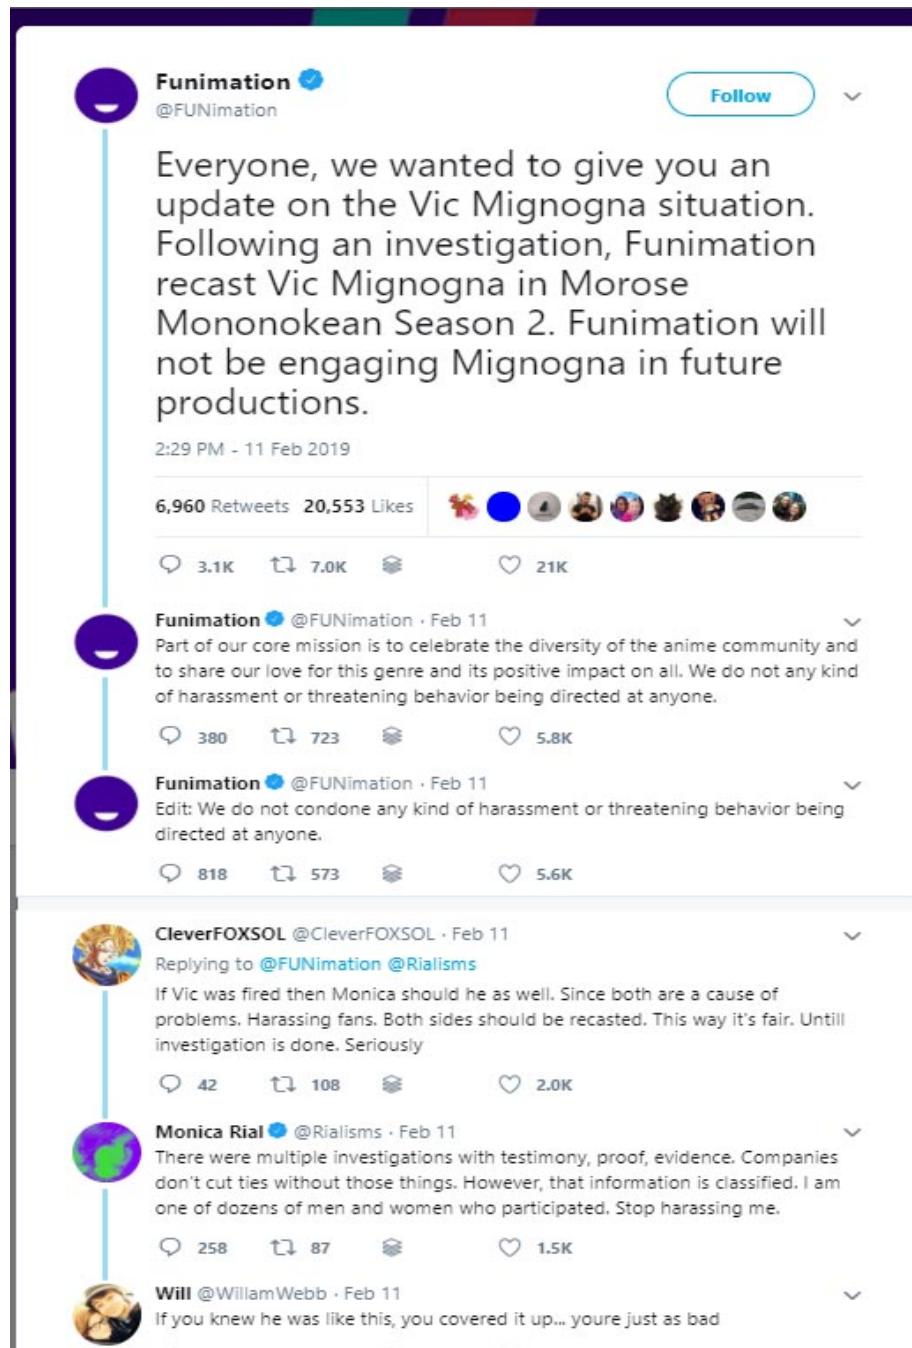 Funimation
@FUNimation
Follow
Everyone, we wanted to give you an
update on the Vic Mignogna situation.
Following an investigation, Funimation
recast Vic Mignogna in Morose
Mononokean Season 2. Funimation will
not be engaging Mignogna in future
productions.
2:29 PM - 11 Feb 2019
6,960 Retweets 20,553 Likes
3.1K 7.0K 21K
Funimation @FUNimation · Feb 11
Part of our core mission is to celebrate the diversity of the anime community and
to share our love for this genre and its positive impact on all. We do not any kind
of harassment or threatening behavior being directed at anyone.
380 723 5.8K
Funimation @FUNimation · Feb 11
Edit: We do not condone any kind of harassment or threatening behavior being
directed at anyone.
818 573 5.6K
CleverFOXSOL @CleverFOXSOL · Feb 11
Replying to @FUNimation @Rialisms
If Vic was fired then Monica should he as well. Since both are a cause of
problems. Harassing fans. Both sides should be recasted. This way it's fair. Untill
investigation is done. Seriously
42 108 2.0K
Monica Rial @Rialisms · Feb 11
There were multiple investigations with testimony, proof, evidence. Companies
don't cut ties without those things. However, that information is classified. I am
one of dozens of men and women who participated. Stop harassing me.
258 87 1.5K
Will @WillamWebb · Feb 11
If you knew he was like this, you covered it up... youre just as bad